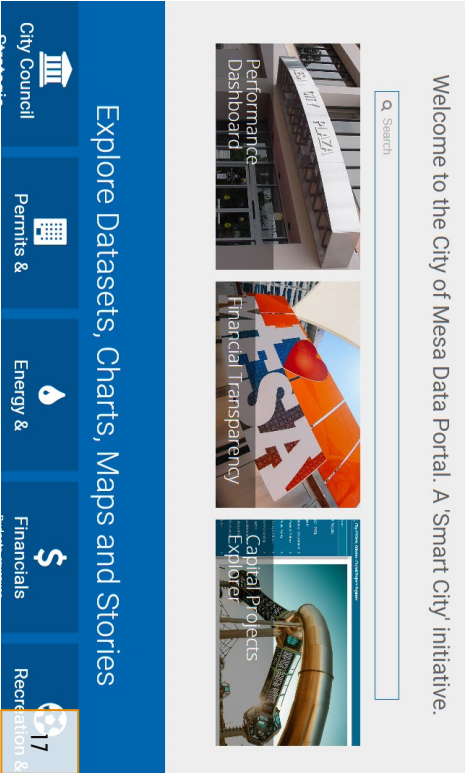 Welcome to the City of Mesa Data Portal. A 'Smart City' initiative.
Search
Performance
Dashboard
Financial Transparency
Capital Projects
Explorer
Explore Datasets, Charts, Maps and Stories
City Council
Permits &
Energy &
Financials
Recreation &
17